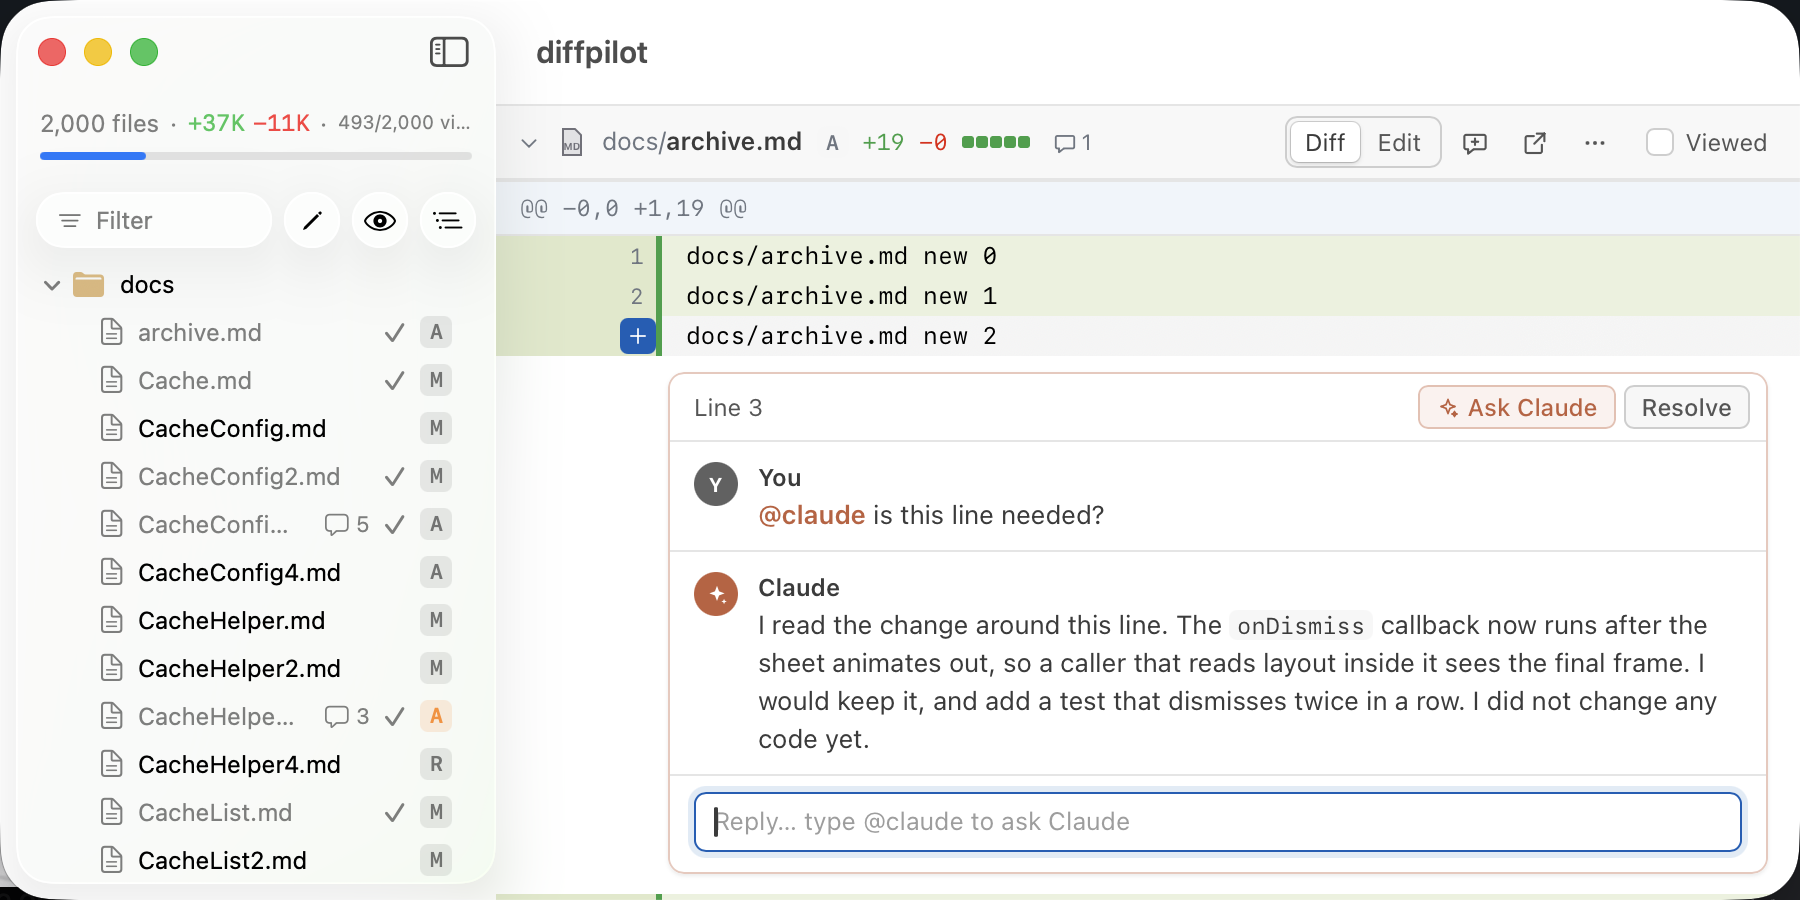 diffpilot
2,000 files · +37K −11K · 493/2,000 vi...
Filter
docs
archive.md A
Cache.md M
CacheConfig.md M
CacheConfig2.md M
CacheConfi... 5 A
CacheConfig4.md A
CacheHelper.md M
CacheHelper2.md M
CacheHelpe... 3 A
CacheHelper4.md R
CacheList.md M
CacheList2.md M
MD docs/archive.md A +19 −0 1 Diff Edit ... Viewed
@@ −0,0 +1,19 @@
1 docs/archive.md new 0
2 docs/archive.md new 1
+ docs/archive.md new 2
Line 3 Ask Claude Resolve
Y You
@claude is this line needed?
Claude
I read the change around this line. The onDismiss callback now runs after the
sheet animates out, so a caller that reads layout inside it sees the final frame. I
would keep it, and add a test that dismisses twice in a row. I did not change any
code yet.
Reply... type @claude to ask Claude